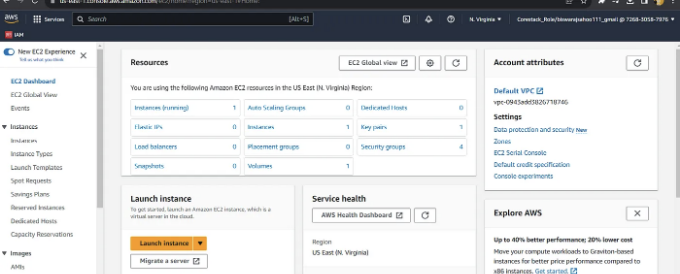 us-east-1.console.aws.amazon.com/ec2/home?region=us-east-1#Home:
aws
Services
Search
[Alt+S]
N. Virginia
IAM
New EC2 Experience
Tell us what you think
EC2 Dashboard
EC2 Global View
Events
Instances
Instances
Instance Types
Launch Templates
Spot Requests
Savings Plans
Reserved Instances
Dedicated Hosts
Capacity Reservations
Images
AMIs
Resources
EC2 Global view
You are using the following Amazon EC2 resources in the US East (N. Virginia) Region:
Instances (running) 1 Auto Scaling Groups 0 Dedicated Hosts 0
Elastic IPs 0 Instances 1 Key pairs 1
Load balancers 0 Placement groups 0 Security groups 4
Snapshots 0 Volumes 1
Launch instance
To get started, launch an Amazon EC2 instance, which is a
virtual server in the cloud.
Launch instance
Migrate a server
Service health
AWS Health Dashboard
Region
US East (N. Virginia)
Account attributes
Default VPC
vpc-0943add3826718746
Settings
Data protection and security New
Zones
EC2 Serial Console
Default credit specification
Console experiments
Explore AWS
Up to 40% better performance; 20% lower cost
Move your compute workloads to Graviton-based
instances for better price performance compared to
x86 instances. Get started.